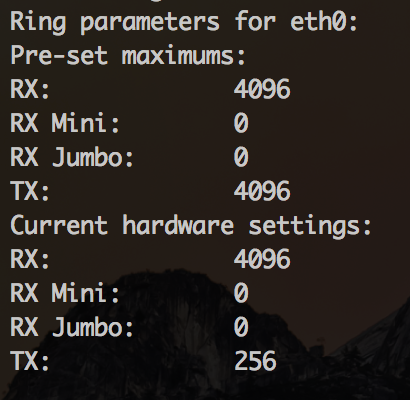 Ring parameters for eth0:
Pre-set maximums:
RX: 4096
RX Mini: 0
RX Jumbo: 0
TX: 4096
Current hardware settings:
RX: 4096
RX Mini: 0
RX Jumbo: 0
TX: 256